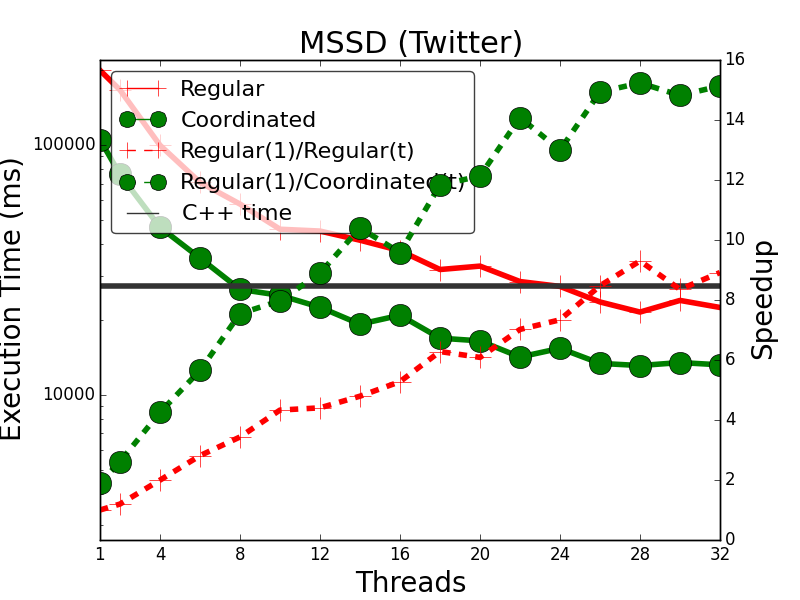 MSSD (Twitter)
Regular
Coordinated
Regular(1)/Regular(t)
Regular(1)/Coordinated(t)
C++ time
Execution Time (ms)
100000
10000
Speedup
16
14
12
10
8
6
4
2
0
1 4 8 12 16 20 24 28 32
Threads